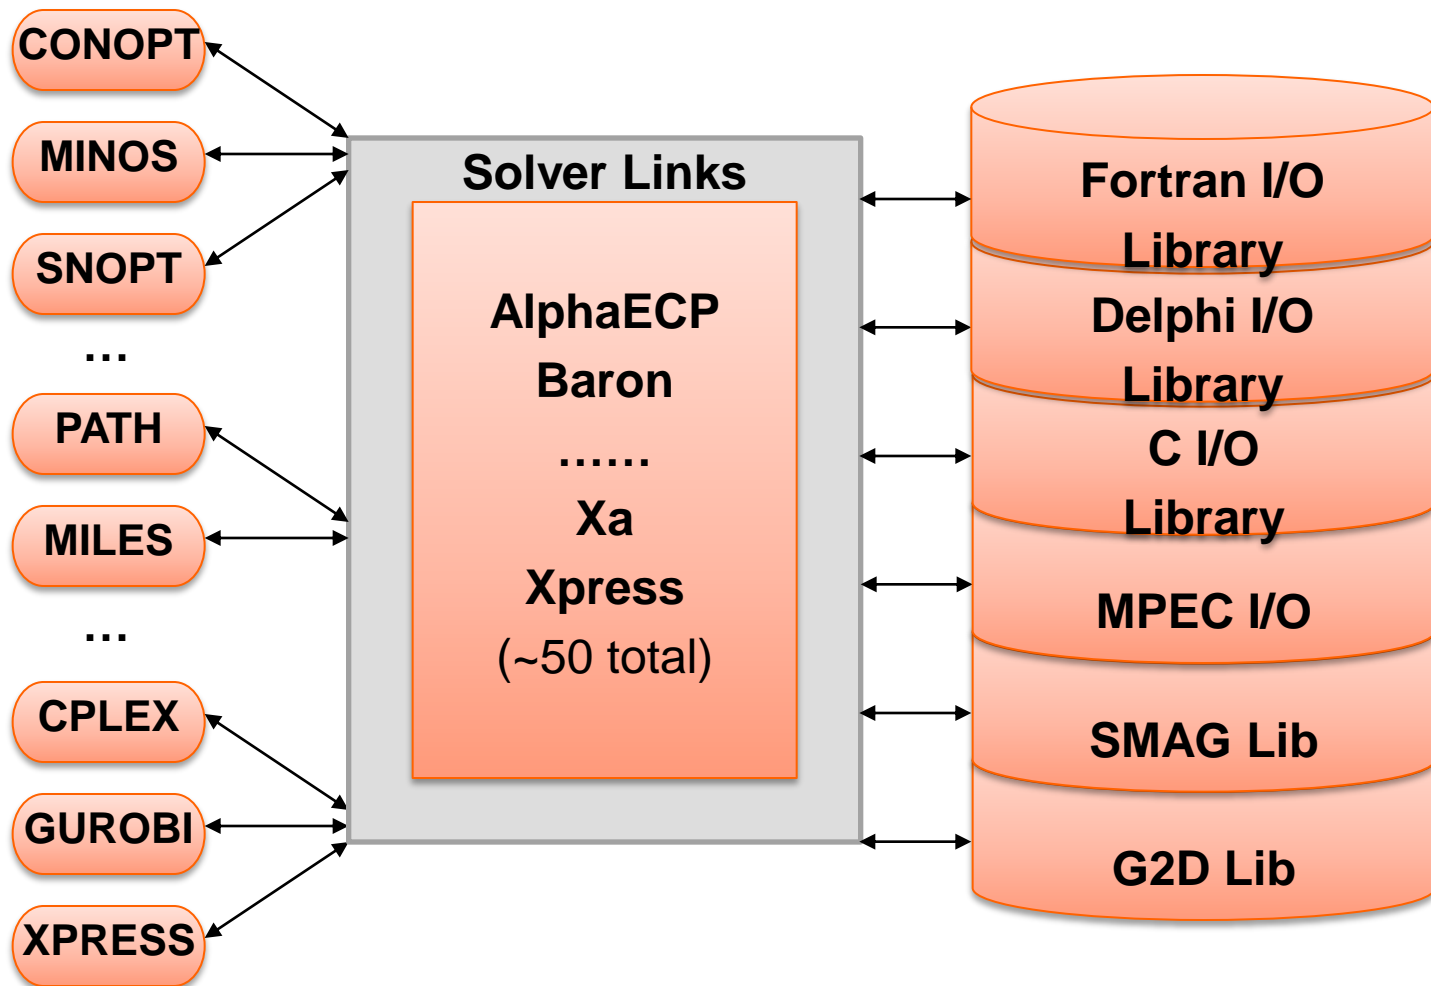 CONOPT
MINOS
SNOPT
...
PATH
MILES
...
CPLEX
GUROBI
XPRESS
Solver Links
AlphaECP
Baron
......
Xa
Xpress
(~50 total)
Fortran I/O
Library
Delphi I/O
Library
C I/O
Library
MPEC I/O
SMAG Lib
G2D Lib